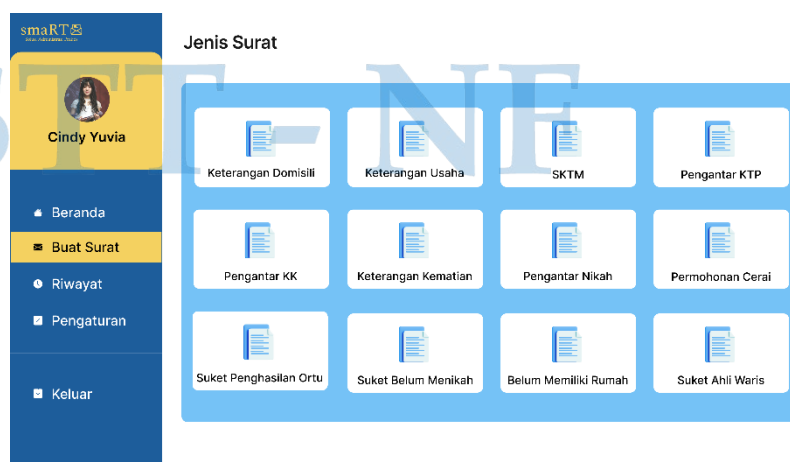 smaRT
Jenis Surat
STT - NF
Cindy Yuvia
Beranda
Buat Surat
Riwayat
Pengaturan
Keluar
Keterangan Domisili
Keterangan Usaha
SKTM
Pengantar KTP
Pengantar KK
Keterangan Kematian
Pengantar Nikah
Permohonan Cerai
Suket Penghasilan Ortu
Suket Belum Menikah
Belum Memiliki Rumah
Suket Ahli Waris